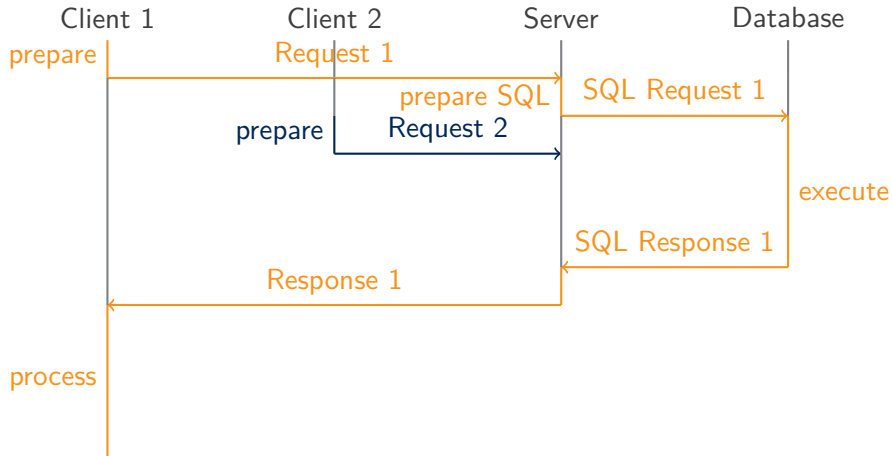 Client 1
Client 2
Server
Database
prepare
Request 1
prepare SQL
SQL Request 1
prepare
Request 2
execute
SQL Response 1
Response 1
process